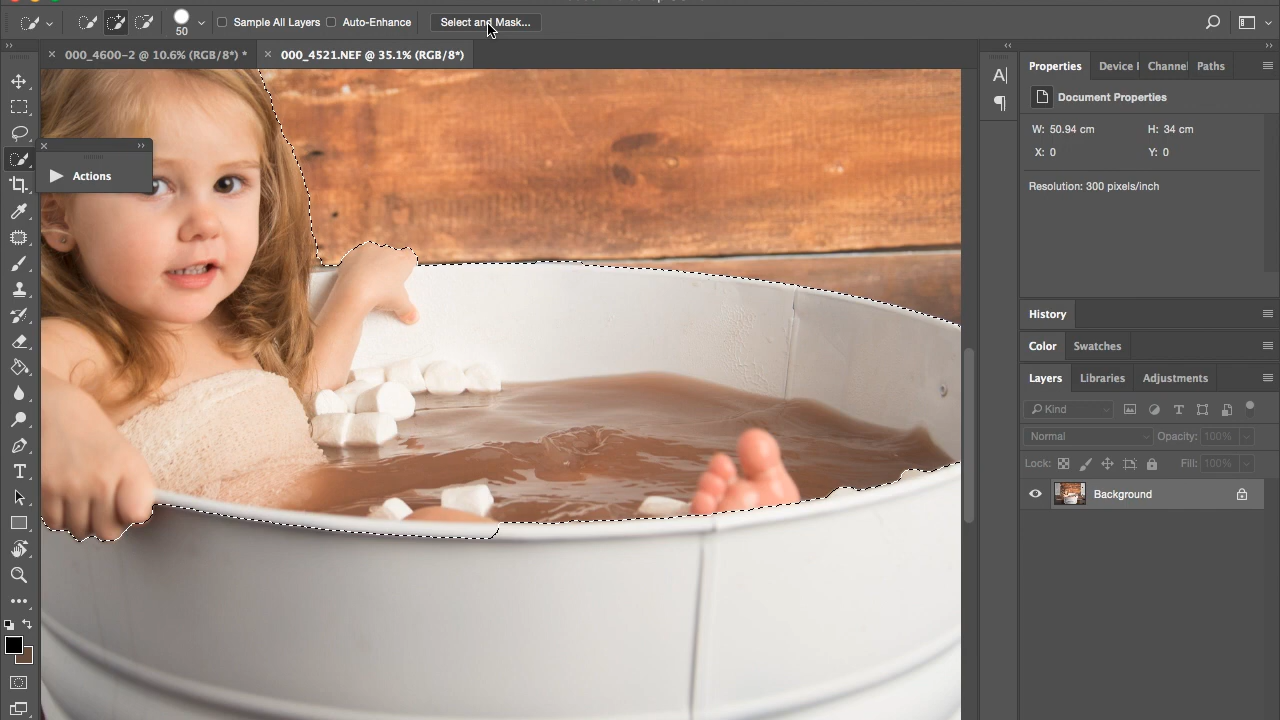 50
Sample All Layers
Auto-Enhance
Select and Mask...
000_4600-2 @ 10.6% (RGB/8*) *
000_4521.NEF @ 35.1% (RGB/8*)
Actions
Properties
Device
Channel
Paths
Document Properties
W: 50.94 cm
H: 34 cm
X: 0
Y: 0
Resolution: 300 pixels/inch
History
Color
Swatches
Layers
Libraries
Adjustments
Kind
Normal
Opacity: 100%
Lock:
Fill: 100%
Background